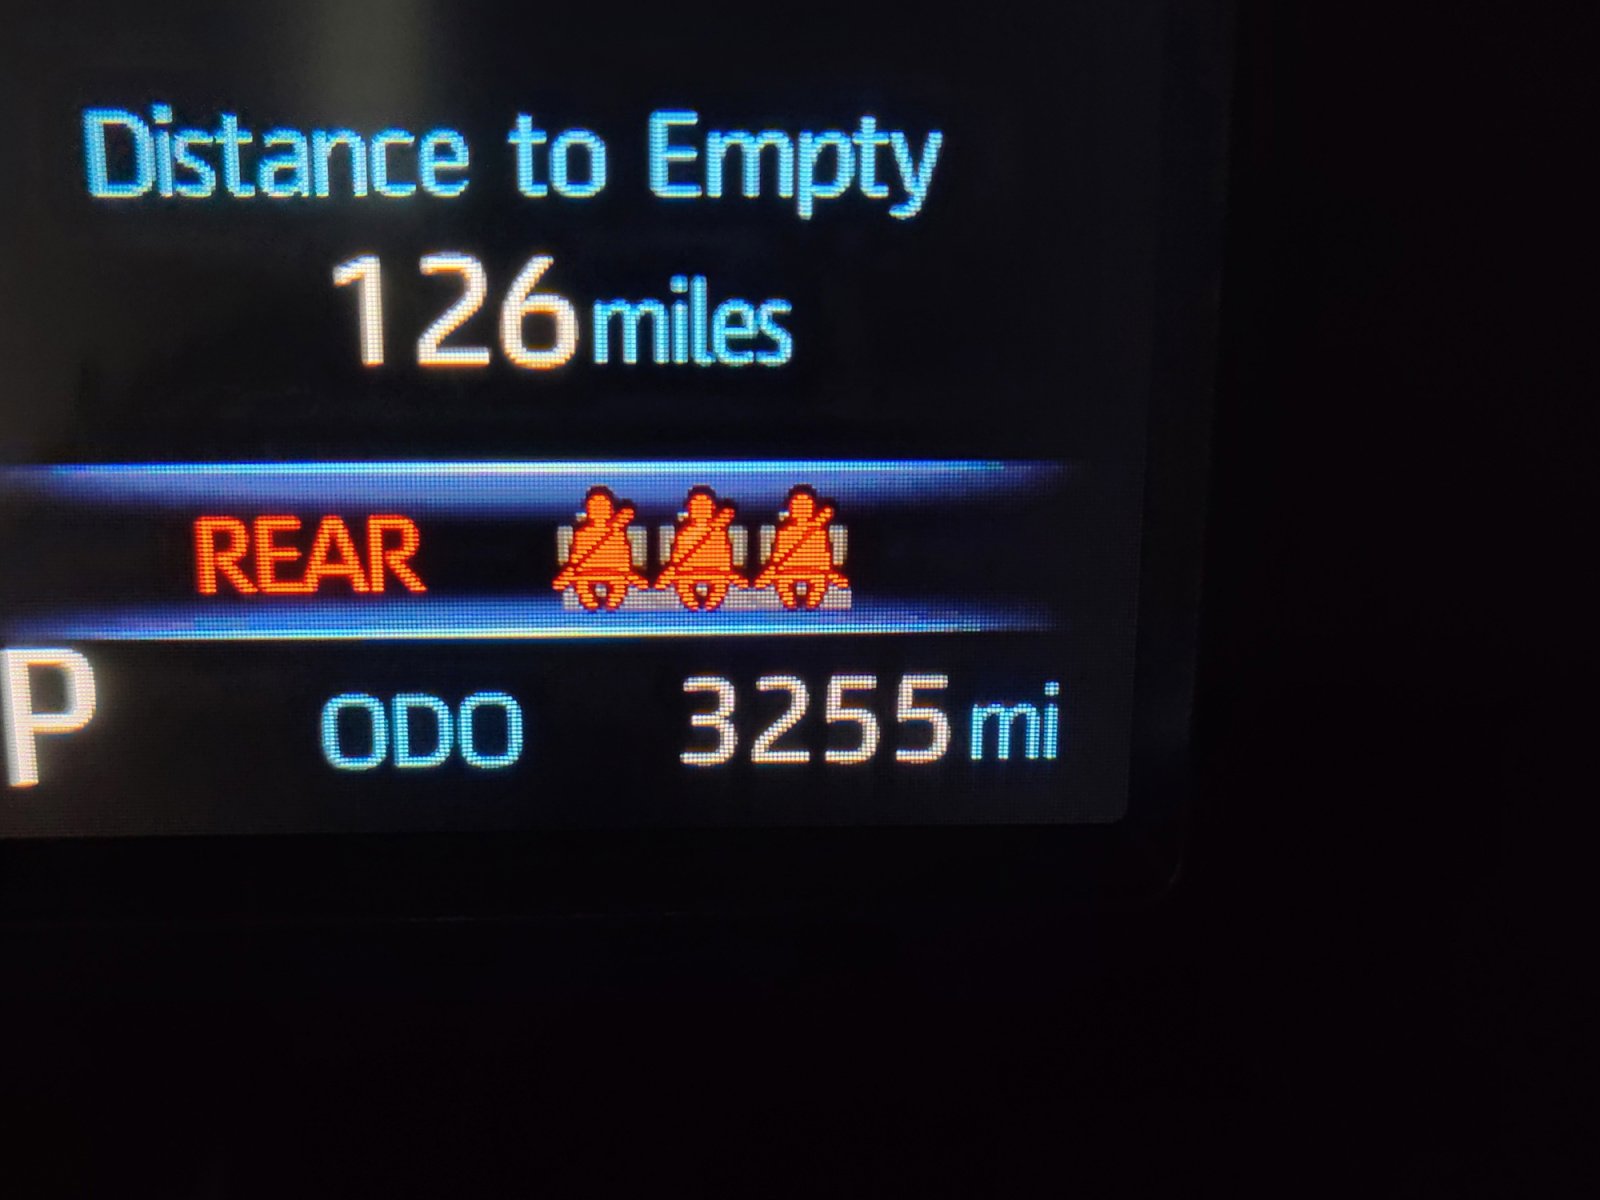 Distance to Empty
126 miles
REAR
P ODO 3255 mi